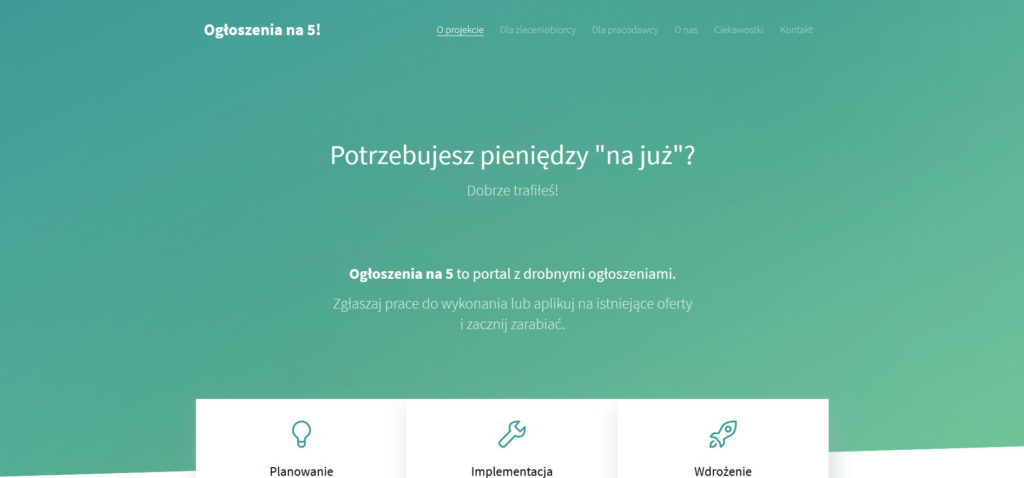 Ogłoszenia na 5!
O projekcie Dla zleceniobiorcy Dla pracodawcy O nas Ciekawostki Kontakt
Potrzebujesz pieniędzy "na już"?
Dobrze trafiłeś!
Ogłoszenia na 5 to portal z drobnymi ogłoszeniami.
Zgłaszaj prace do wykonania lub aplikuj na istniejące oferty
i zacznij zarabiać.
Planowanie
Implementacja
Wdrożenie